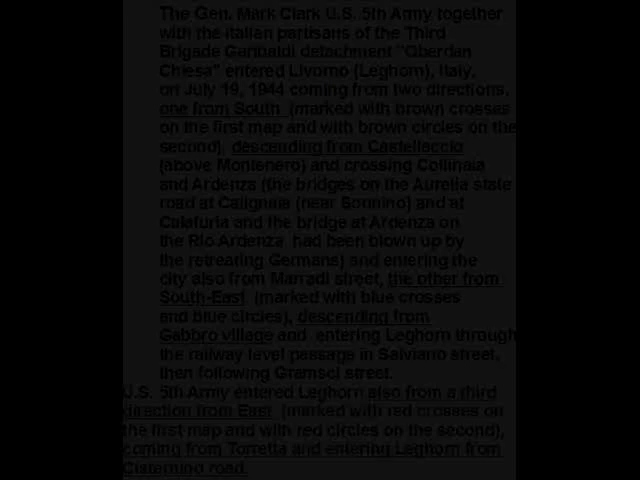 The Gen. Mark Clark U.S. 5th Army together
with the italian partisans of the Third
Brigade Garibaldi detachment "Oberdan
Chiesa" entered Livorno (Leghorn), Italy,
on July 19, 1944 coming from two directions,
one from South (marked with brown crosses
on the first map and with brown circles on the
second), descending from Castellaccio
(above Montenero) and crossing Collinaia
and Ardenza (the bridges on the Aurelia state
road at Calignaia (near Sonnino) and at
Calafuria and the bridge at Ardenza on
the Rio Ardenza had been blown up by
the retreating Germans) and entering the
city also from Marradi street, the other from
South-East (marked with blue crosses
and blue circles), descending from
Gabbro village and entering Leghorn through
the railway level passage in Salviano street,
then following Gramsci street.
U.S. 5th Army entered Leghorn also from a third
direction from East (marked with red crosses on
the first map and with red circles on the second),
coming from Torretta and entering Leghorn from
Cisternino road.